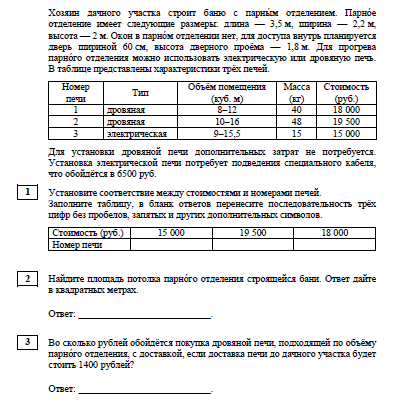 Хозяин дачного участка строит баню с парны́м отделением. Парно́е
отделение имеет следующие размеры: длина — 3,5 м, ширина — 2,2 м,
высота — 2 м. Окон в парно́м отделении нет, для доступа внутрь планируется
дверь шириной 60 см, высота дверного проёма — 1,8 м. Для прогрева
парно́го отделения можно использовать электрическую или дровяную печь.
В таблице представлены характеристики трёх печей.
Номер печи Тип Объём помещения (куб. м) Масса (кг) Стоимость (руб.)
1 дровяная 8–12 40 18 000
2 дровяная 10–16 48 19 500
3 электрическая 9–15,5 15 15 000
Для установки дровяной печи дополнительных затрат не потребуется.
Установка электрической печи потребует подведения специального кабеля,
что обойдётся в 6500 руб.
1 Установите соответствие между стоимостями и номерами печей.
Заполните таблицу, в бланк ответов перенесите последовательность трёх
цифр без пробелов, запятых и других дополнительных символов.
Стоимость (руб.) 15 000 19 500 18 000
Номер печи
2 Найдите площадь потолка парно́го отделения строящейся бани. Ответ дайте
в квадратных метрах.
Ответ: ___________________________.
3 Во сколько рублей обойдётся покупка дровяной печи, подходящей по объёму
парно́го отделения, с доставкой, если доставка печи до дачного участка будет
стоить 1400 рублей?
Ответ: ___________________________.